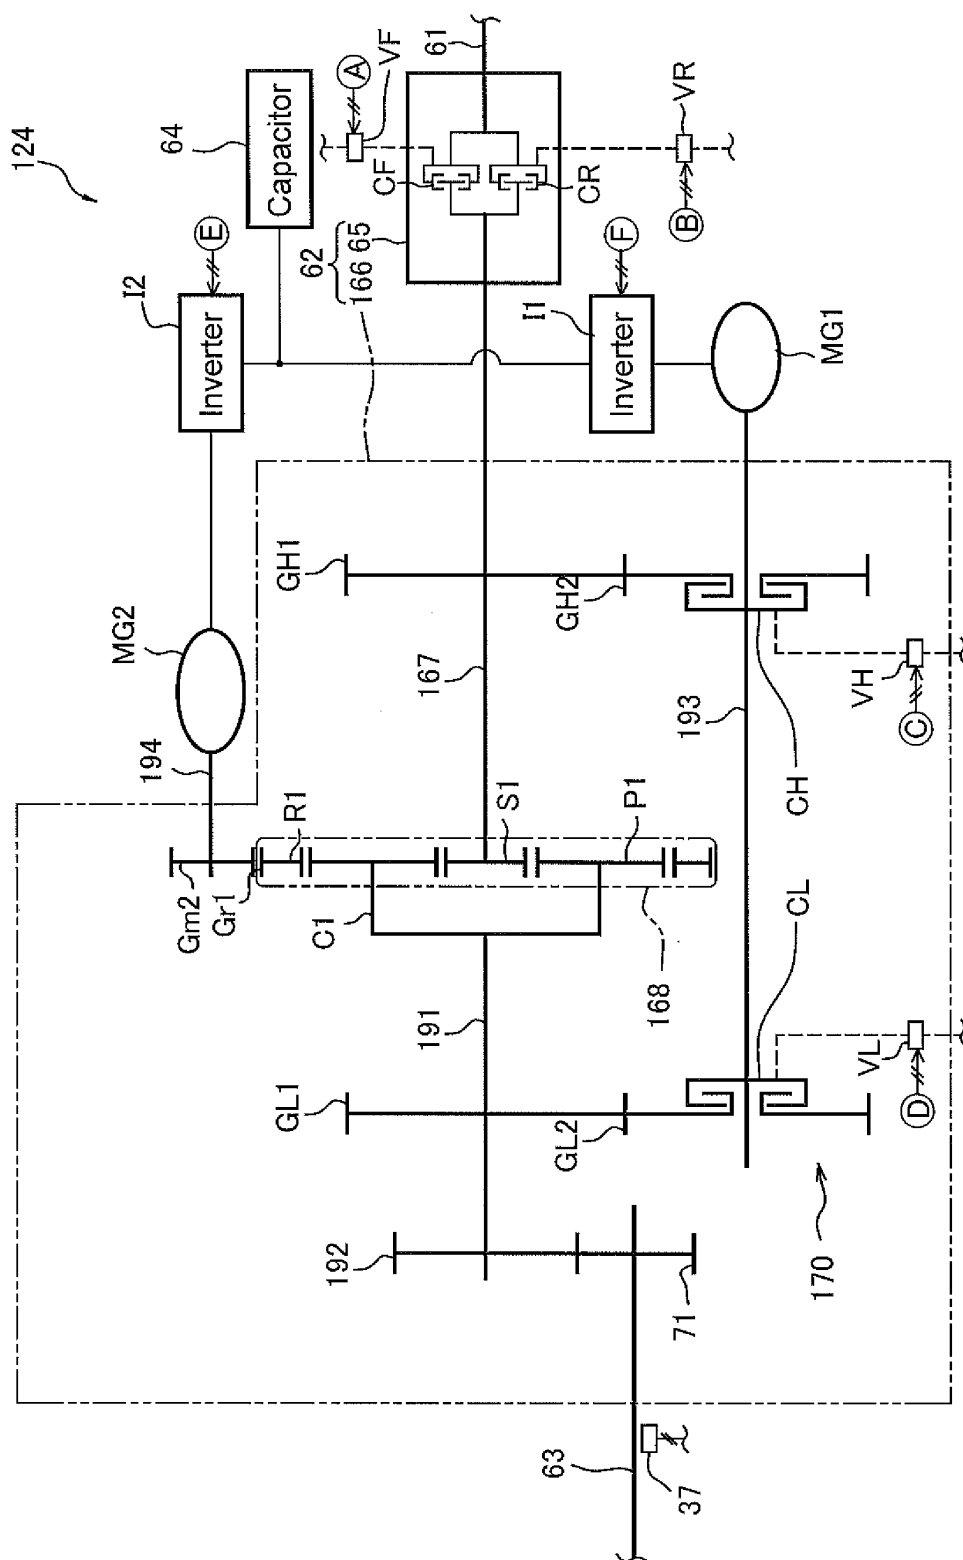 124
64
Capacitor
A
VF
61
I2
Inverter
E
62
65
166
CF
CR
VR
B
I1
Inverter
F
MG1
MG2
194
GH1
GH2
167
193
VH
C
CH
Gm2
Gr1
R1
S1
P1
C1
168
191
CL
VL
D
GL1
GL2
192
71
170
63
37